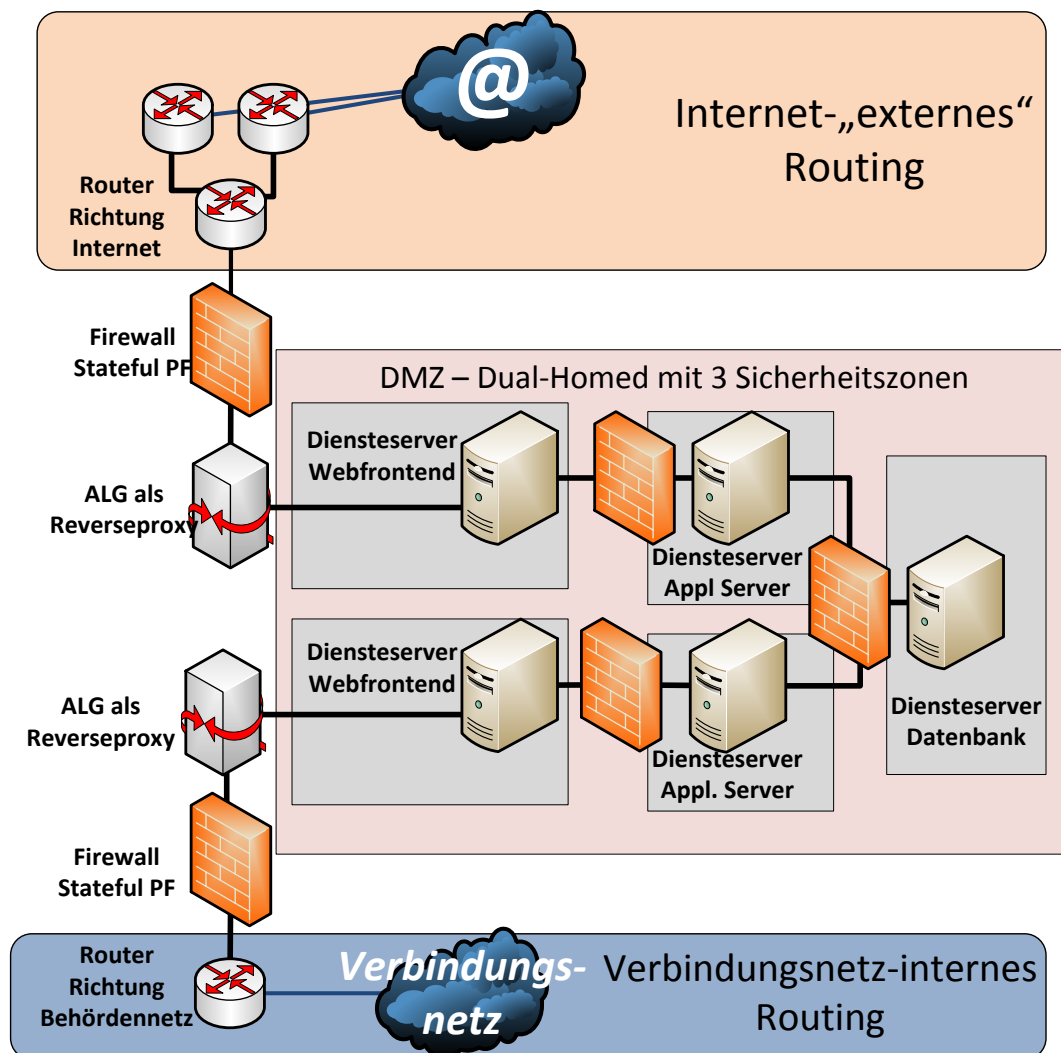 @
Internet-„externes“
Routing
Router
Richtung
Internet
Firewall
Stateful PF
DMZ – Dual-Homed mit 3 Sicherheitszonen
Diensteserver
Webfrontend
ALG als
Reverseproxy
Diensteserver
Appl Server
Diensteserver
Webfrontend
ALG als
Reverseproxy
Diensteserver
Datenbank
Diensteserver
Appl. Server
Firewall
Stateful PF
Router
Richtung
Behördennetz
Verbindungs-
netz
Verbindungsnetz-internes
Routing